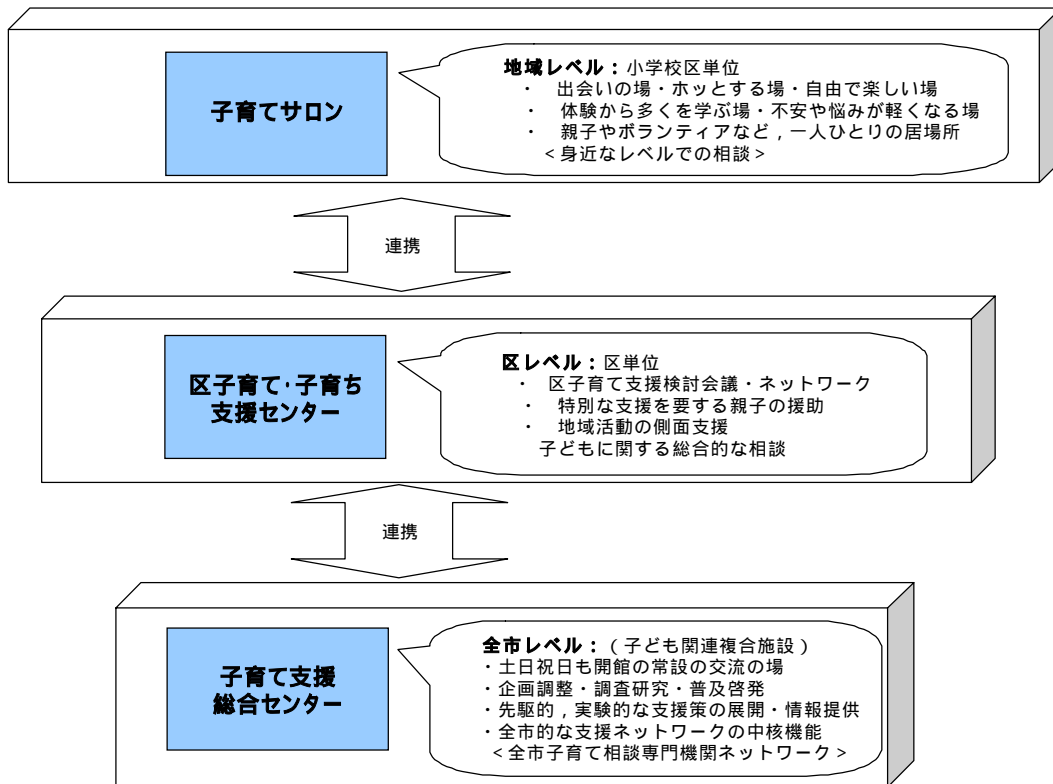 子育てサロン
地域レベル：小学校区単位
・ 出会いの場・ホッとする場・自由で楽しい場
・ 体験から多くを学ぶ場・不安や悩みが軽くなる場
・ 親子やボランティアなど，一人ひとりの居場所
＜身近なレベルでの相談＞
連携
区子育て・子育ち
支援センター
区レベル：区単位
・ 区子育て支援検討会議・ネットワーク
・ 特別な支援を要する親子の援助
・ 地域活動の側面支援
子どもに関する総合的な相談
連携
子育て支援
総合センター
全市レベル：（子ども関連複合施設）
・土日祝日も開館の常設の交流の場
・企画調整・調査研究・普及啓発
・先駆的，実験的な支援策の展開・情報提供
・全市的な支援ネットワークの中核機能
＜全市子育て相談専門機関ネットワーク＞